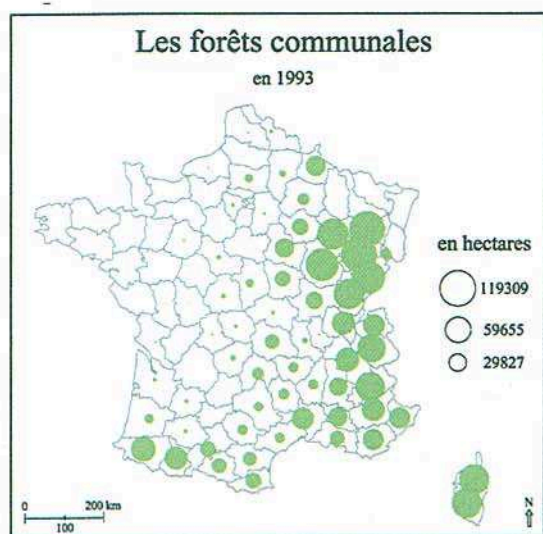 Les forêts communales
en 1993
en hectares
119309
59655
29827
0
200 km
100
N